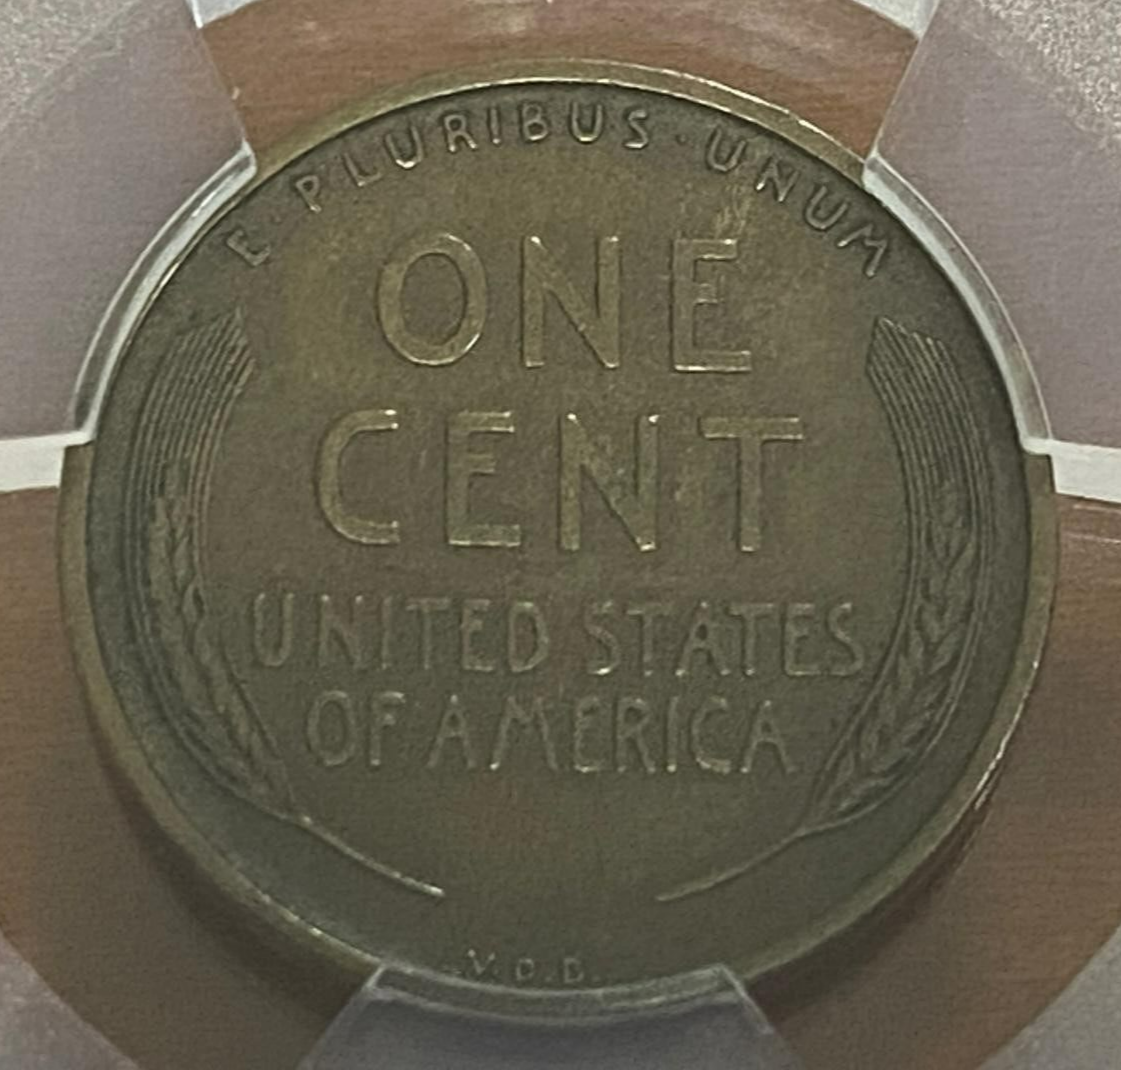 E · PLURIBUS · UNUM
ONE
CENT
UNITED STATES
OF AMERICA
V.D.B.